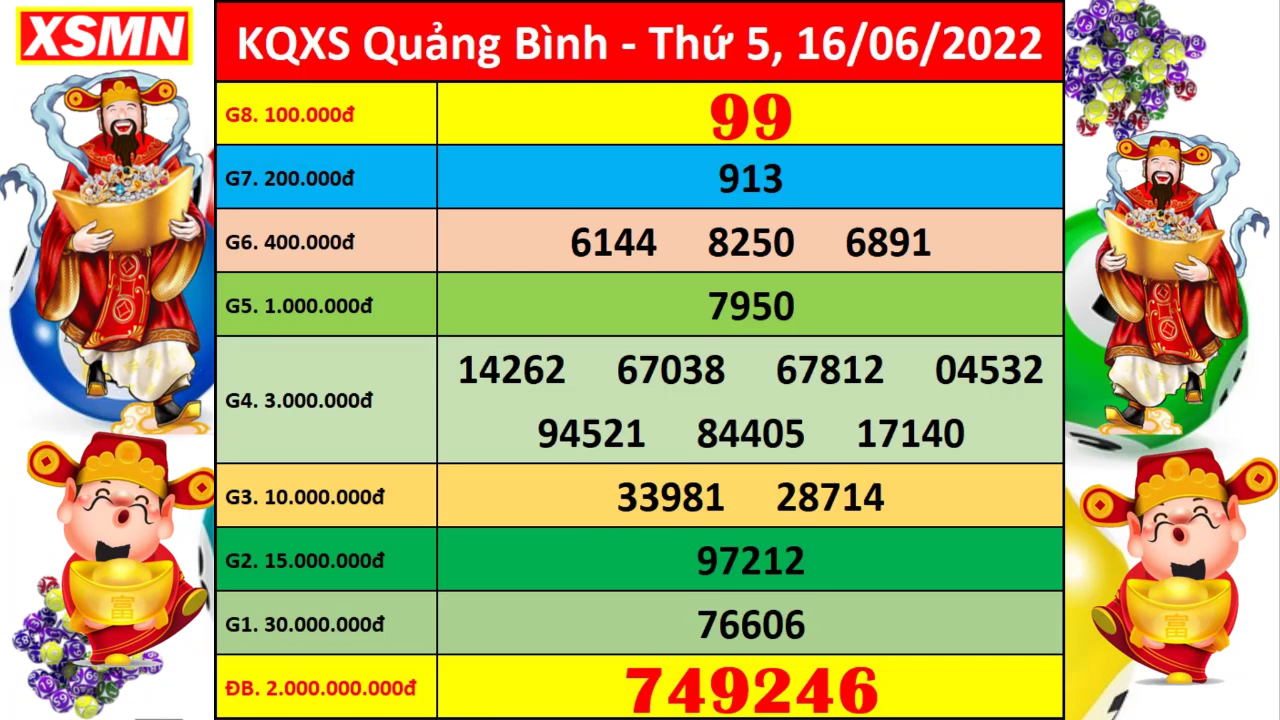 XSMN
KQXS Quảng Bình - Thứ 5, 16/06/2022
G8. 100.000đ 99
G7. 200.000đ 913
G6. 400.000đ 6144 8250 6891
G5. 1.000.000đ 7950
G4. 3.000.000đ 14262 67038 67812 04532
94521 84405 17140
G3. 10.000.000đ 33981 28714
G2. 15.000.000đ 97212
G1. 30.000.000đ 76606
ĐB. 2.000.000.000đ 749246
富
富